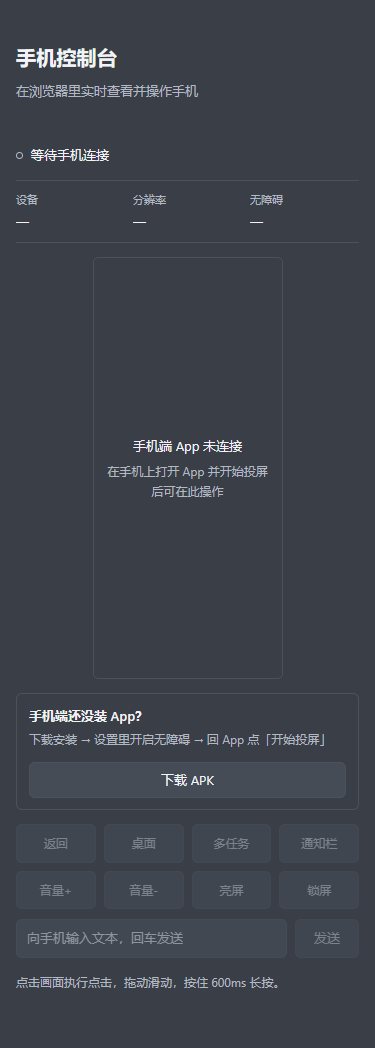 手机控制台
在浏览器里实时查看并操作手机
等待手机连接
设备 分辨率 无障碍
— — —
手机端 App 未连接
在手机上打开 App 并开始投屏
后可在此操作
手机端还没装 App?
下载安装 → 设置里开启无障碍 → 回 App 点「开始投屏」
下载 APK
返回 桌面 多任务 通知栏
音量+ 音量- 亮屏 锁屏
向手机输入文本，回车发送 发送
点击画面执行点击，拖动滑动，按住 600ms 长按。